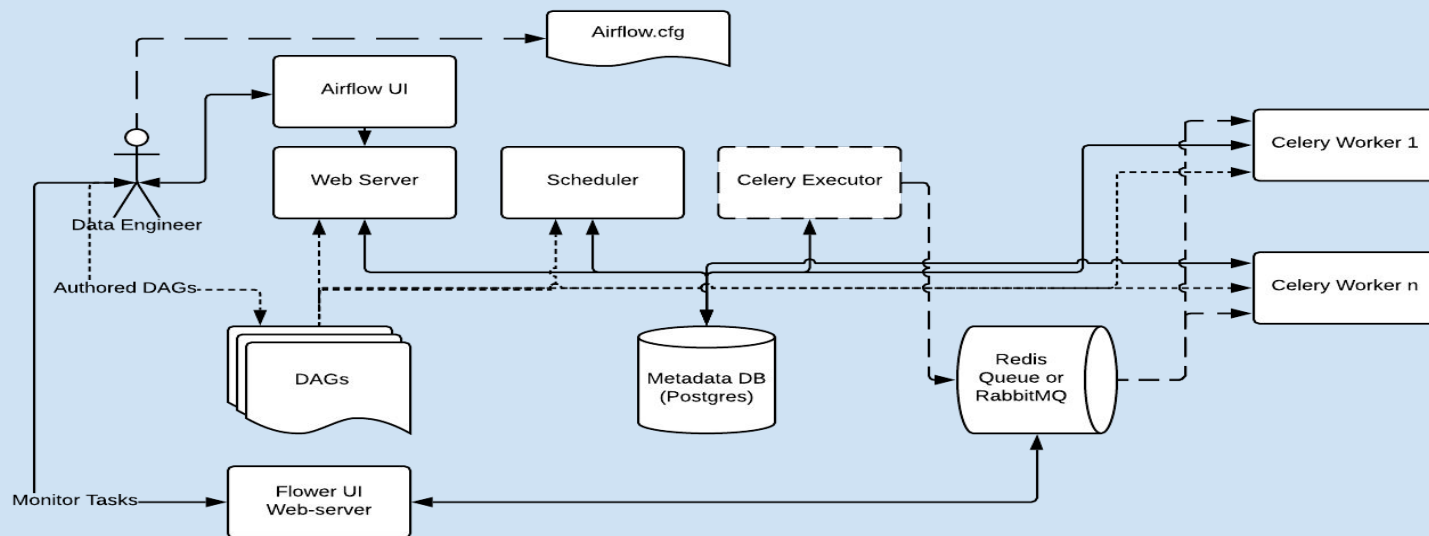 Airflow.cfg
Airflow UI
Web Server
Scheduler
Celery Executor
Celery Worker 1
Data Engineer
Authored DAGs
Celery Worker n
DAGs
Metadata DB
(Postgres)
Redis
Queue or
RabbitMQ
Monitor Tasks
Flower UI
Web-server